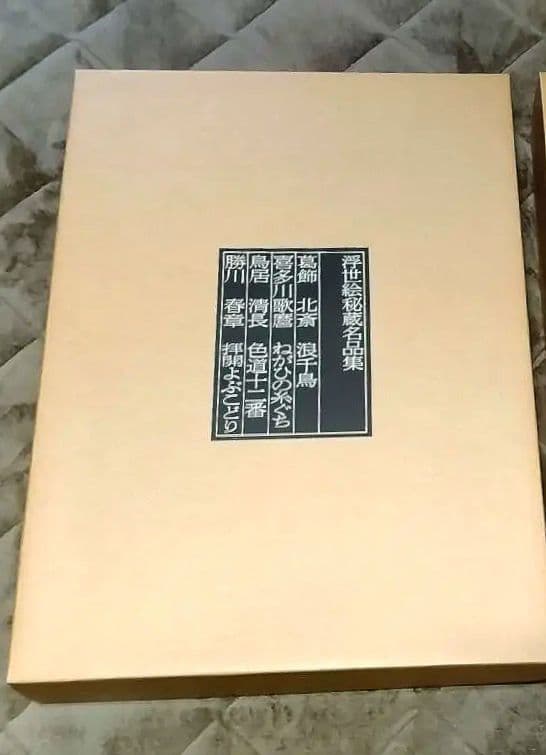 浮世絵秘蔵名品集
葛飾 北斎 浪千鳥
喜多川歌麿 ねがひの糸ぐち
鳥居 清長 色道十二番
勝川 春章 拝開よぶこどり